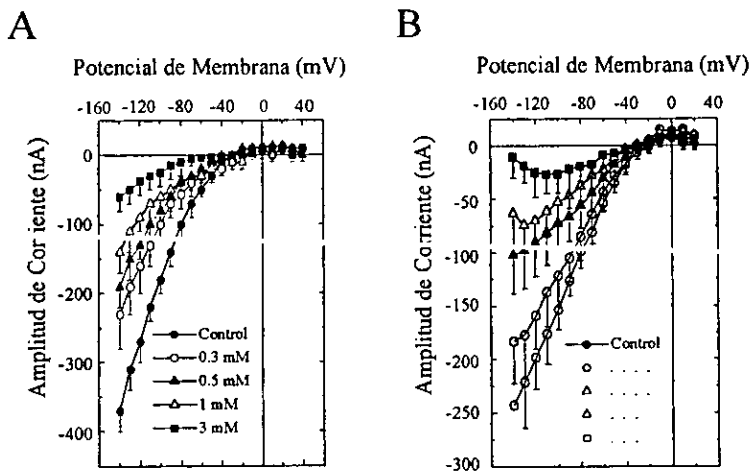 A
Potencial de Membrana (mV)
-160 -120 -80 -40 0 40
Amplitud de Cor iente (nA)
0
-100
-200
-300
-400
Control
0.3 mM
0.5 mM
1 mM
3 mM
B
Potencial de Membrana (mV)
-160 -120 -80 -40 0 40
Amplitud de Corriente (nA)
0
-50
-100
-150
-200
-250
-300
Control
. . . .
. . . .
. . . .
. . . .